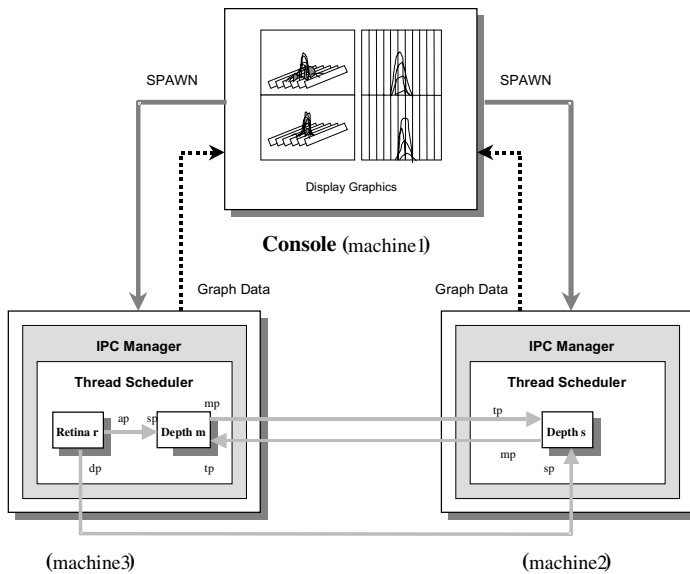 SPAWN
SPAWN
Display Graphics
Console (machine1)
Graph Data
Graph Data
IPC Manager
IPC Manager
Thread Scheduler
Thread Scheduler
mp
ap
sp
tp
Retina r
Depth m
Depth s
dp
tp
mp
sp
(machine3)
(machine2)